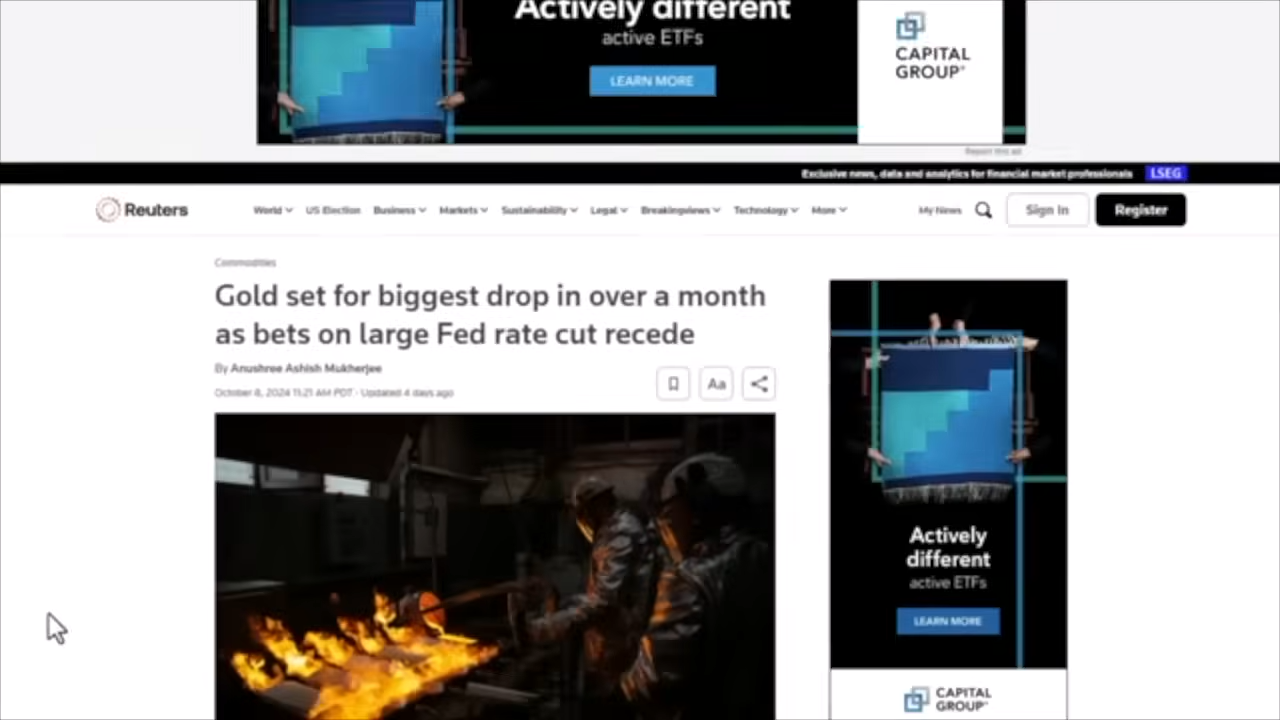 Actively different
active ETFs
LEARN MORE
CAPITAL
GROUP®
Report this ad
Exclusive news, data and analytics for financial market professionals LSEG
Reuters World US Election Business Markets Sustainability Legal Breakingviews Technology More My News Sign In Register
Commodities
Gold set for biggest drop in over a month
as bets on large Fed rate cut recede
By Anushree Ashish Mukherjee
October 8, 2024 11:21 AM PDT · Updated 4 days ago
Aa
Actively
different
active ETFs
LEARN MORE
CAPITAL
GROUP®